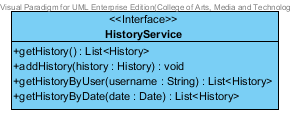 Visual Paradigm for UML Enterprise Edition(College of Arts, Media and Technolog
<<Interface>>
HistoryService
+getHistory() : List<History>
+addHistory(history : History) : void
+getHistoryByUser(username : String) : List<History>
+getHistoryByDate(date : Date) : List<History>